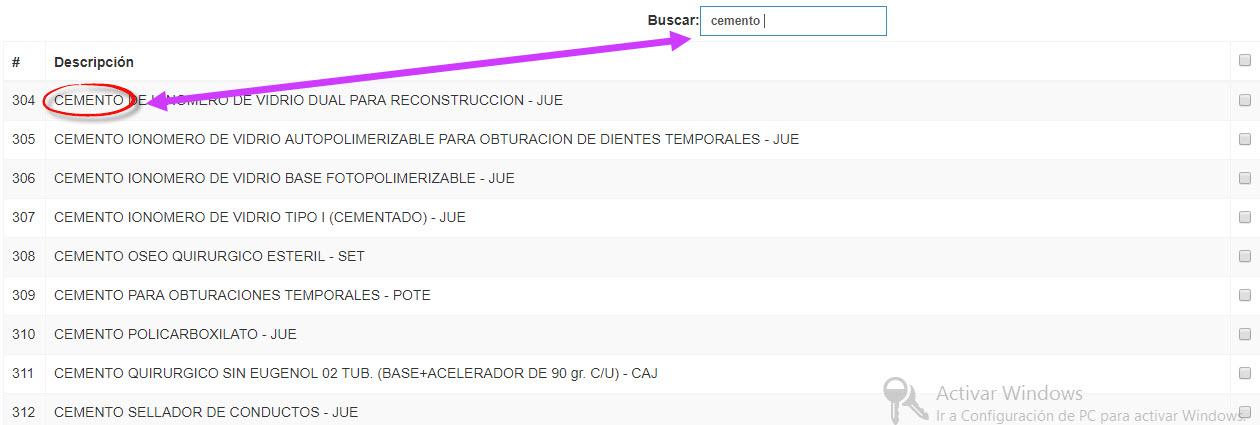 Buscar: cemento
# Descripción
304 CEMENTO DE IONOMERO DE VIDRIO DUAL PARA RECONSTRUCCION - JUE
305 CEMENTO IONOMERO DE VIDRIO AUTOPOLIMERIZABLE PARA OBTURACION DE DIENTES TEMPORALES - JUE
306 CEMENTO IONOMERO DE VIDRIO BASE FOTOPOLIMERIZABLE - JUE
307 CEMENTO IONOMERO DE VIDRIO TIPO I (CEMENTADO) - JUE
308 CEMENTO OSEO QUIRURGICO ESTERIL - SET
309 CEMENTO PARA OBTURACIONES TEMPORALES - POTE
310 CEMENTO POLICARBOXILATO - JUE
311 CEMENTO QUIRURGICO SIN EUGENOL 02 TUB. (BASE+ACELERADOR DE 90 gr. C/U) - CAJ
312 CEMENTO SELLADOR DE CONDUCTOS - JUE
Activar Windows
Ir a Configuración de PC para activar Windows.